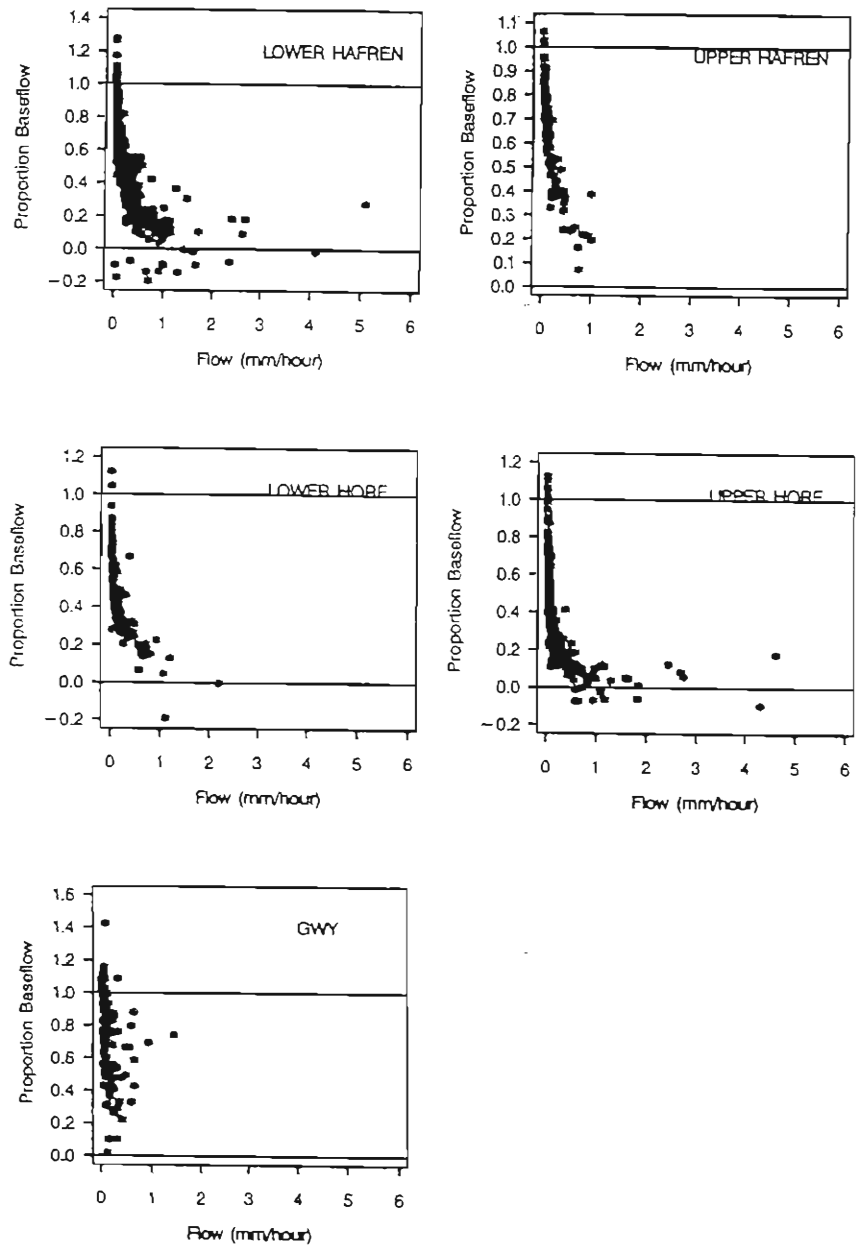 LOWER HAFREN
Proportion Baseflow
1.4
1.2
1.0
0.8
0.6
0.4
0.2
0.0
−0.2
0 1 2 3 4 5 6
Flow (mm/hour)
UPPER HAFREN
Proportion Baseflow
1.1
1.0
0.9
0.8
0.7
0.6
0.5
0.4
0.3
0.2
0.1
0.0
0 1 2 3 4 5 6
Flow (mm/hour)
LOWER HORE
Proportion Baseflow
1.2
1.0
0.8
0.6
0.4
0.2
0.0
−0.2
0 1 2 3 4 5 6
Flow (mm/hour)
UPPER HORE
Proportion Baseflow
1.2
1.0
0.8
0.6
0.4
0.2
0.0
−0.2
0 1 2 3 4 5 6
Flow (mm/hour)
GWY
Proportion Baseflow
1.6
1.4
1.2
1.0
0.8
0.6
0.4
0.2
0.0
0 1 2 3 4 5 6
Flow (mm/hour)